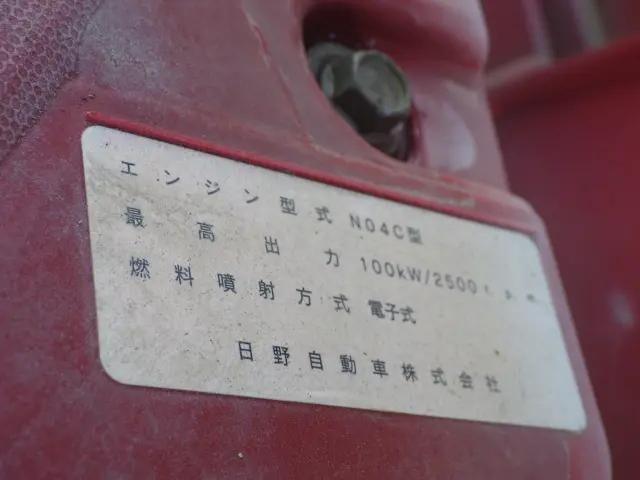 エンジン型式 N04C型
最高出力 100kW/2500
燃料噴射方式 電子式
日野自動車株式会社